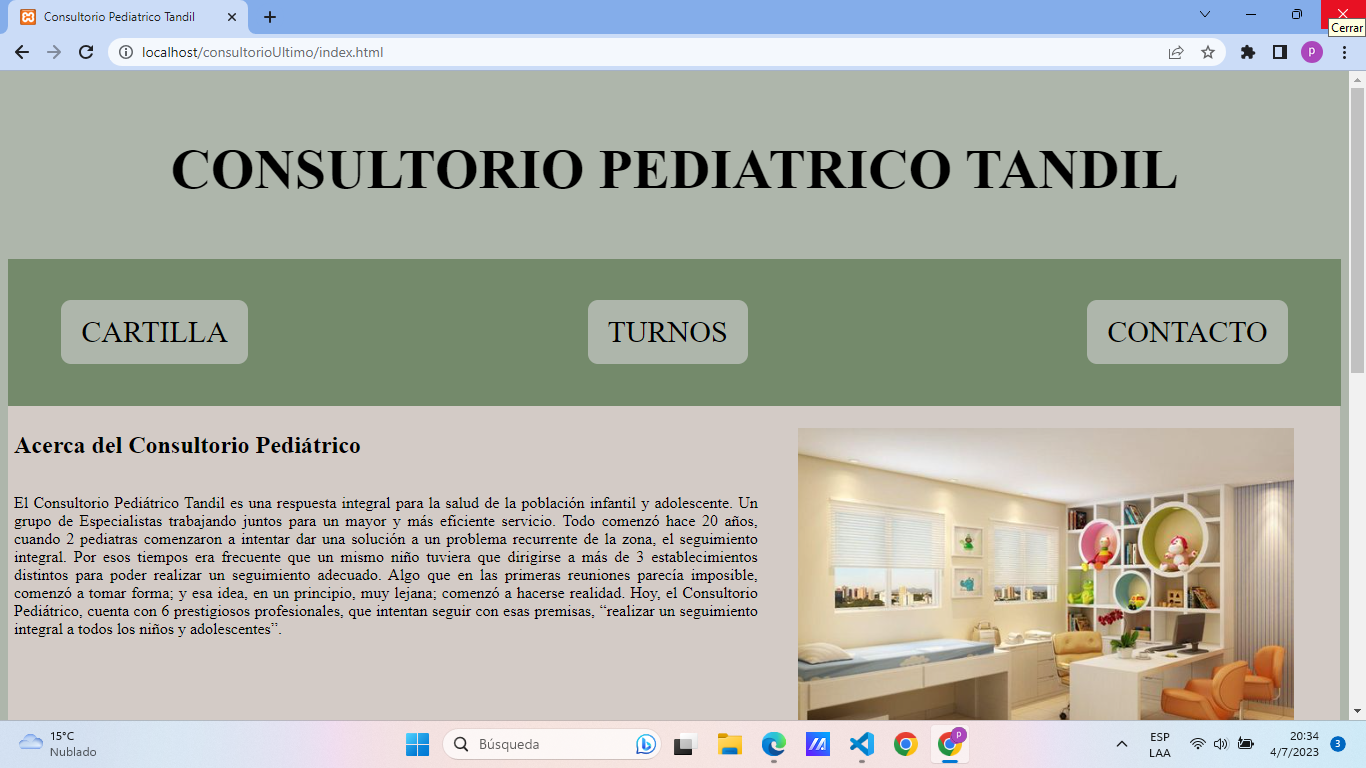 Consultorio Pediatrico Tandil
Cerrar
localhost/consultorioUltimo/index.html
P
CONSULTORIO PEDIATRICO TANDIL
CARTILLA
TURNOS
CONTACTO
Acerca del Consultorio Pediátrico
El Consultorio Pediátrico Tandil es una respuesta integral para la salud de la población infantil y adolescente. Un
grupo de Especialistas trabajando juntos para un mayor y más eficiente servicio. Todo comenzó hace 20 años,
cuando 2 pediatras comenzaron a intentar dar una solución a un problema recurrente de la zona, el seguimiento
integral. Por esos tiempos era frecuente que un mismo niño tuviera que dirigirse a más de 3 establecimientos
distintos para poder realizar un seguimiento adecuado. Algo que en las primeras reuniones parecía imposible,
comenzó a tomar forma; y esa idea, en un principio, muy lejana; comenzó a hacerse realidad. Hoy, el Consultorio
Pediátrico, cuenta con 6 prestigiosos profesionales, que intentan seguir con esas premisas, “realizar un seguimiento
integral a todos los niños y adolescentes”.
15°C
Nublado
Búsqueda
P
ESP
LAA
20:34
4/7/2023
3